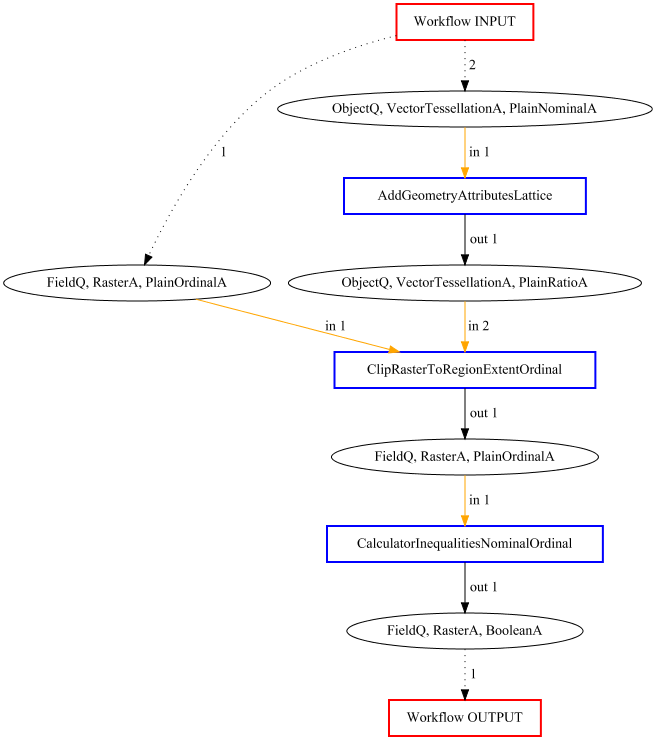 Workflow INPUT
2
ObjectQ, VectorTessellationA, PlainNominalA
1
in 1
AddGeometryAttributesLattice
out 1
FieldQ, RasterA, PlainOrdinalA
ObjectQ, VectorTessellationA, PlainRatioA
in 1
in 2
ClipRasterToRegionExtentOrdinal
out 1
FieldQ, RasterA, PlainOrdinalA
in 1
CalculatorInequalitiesNominalOrdinal
out 1
FieldQ, RasterA, BooleanA
1
Workflow OUTPUT